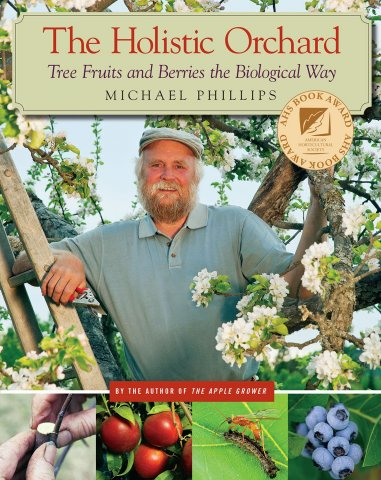 The Holistic Orchard
Tree Fruits and Berries the Biological Way
MICHAEL PHILLIPS
AHS BOOK AWARD
AMERICAN
HORTICULTURAL
SOCIETY
AHS BOOK AWARD
BY THE AUTHOR OF THE APPLE GROWER